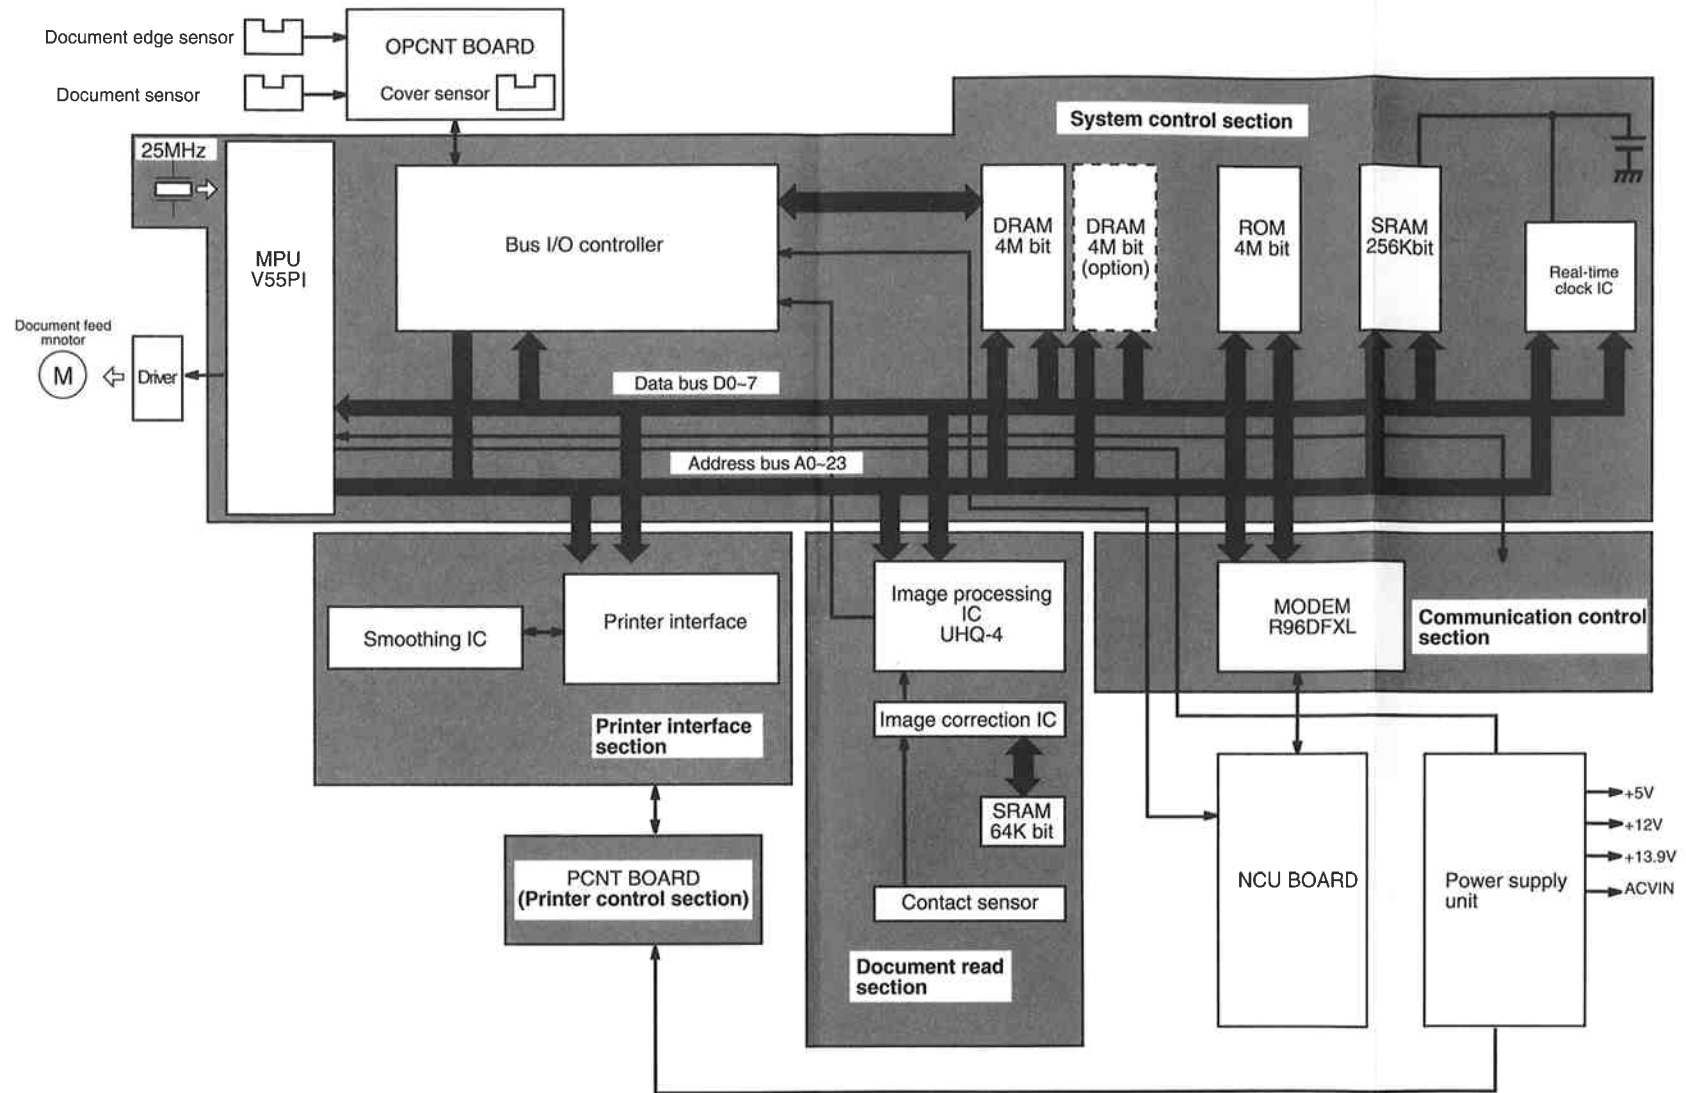 Document edge sensor
OPCNT BOARD
Document sensor
Cover sensor
System control section
25MHz
MPU
V55PI
Bus I/O controller
DRAM
4M bit
DRAM
4M bit
(option)
ROM
4M bit
SRAM
256Kbit
Real-time
clock IC
Document feed
mnotor
M
Driver
Data bus D0~7
Address bus A0~23
Smoothing IC
Printer interface
Printer interface
section
Image processing
IC
UHQ-4
Image correction IC
SRAM
64K bit
Contact sensor
Document read
section
MODEM
R96DFXL
Communication control
section
PCNT BOARD
(Printer control section)
NCU BOARD
Power supply
unit
+5V
+12V
+13.9V
ACVIN